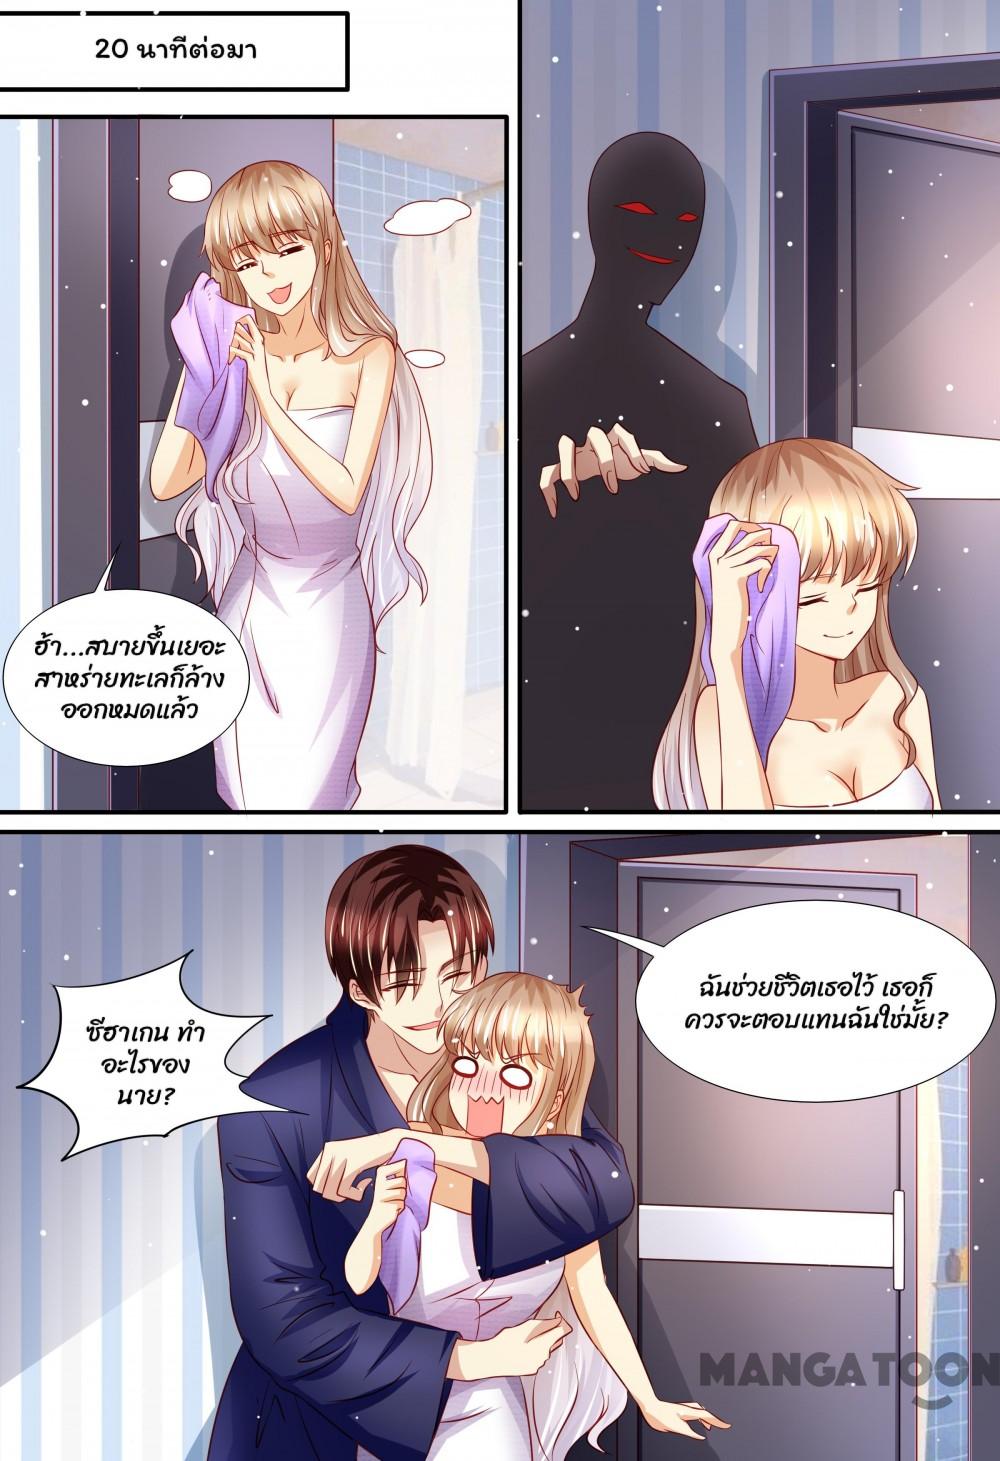 20 นาทีต่อมา
ฮ้า...สบายขึ้นเยอะ
สาหร่ายทะเลก็ล้าง
ออกหมดแล้ว
ซีฮาเกน ทำ
อะไรของ
นาย?
ฉันช่วยชีวิตเธอไว้ เธอก็
ควรจะตอบแทนฉันใช่มั้ย?
MANGATOON